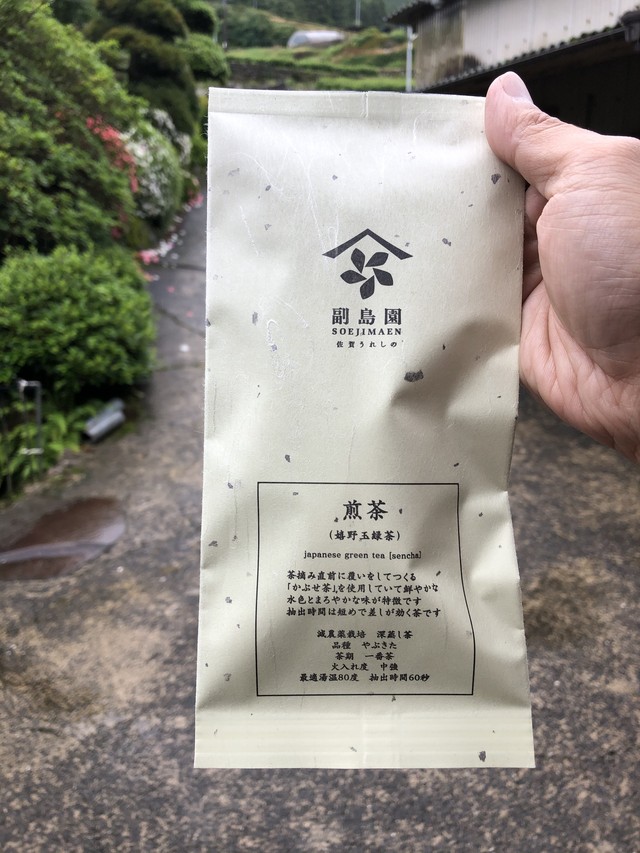 副島園
SOEJIMAEN
佐賀うれしの
煎茶
(嬉野玉緑茶)
japanese green tea [sencha]
茶摘み直前に覆いをしてつくる
「かぶせ茶」を使用していて鮮やかな
水色とまろやかな味が特徴です
抽出時間は短めで差しが効く茶です
減農薬栽培 深蒸し茶
品種 やぶきた
茶期 一番茶
火入れ度 中強
最適湯温80度 抽出時間60秒